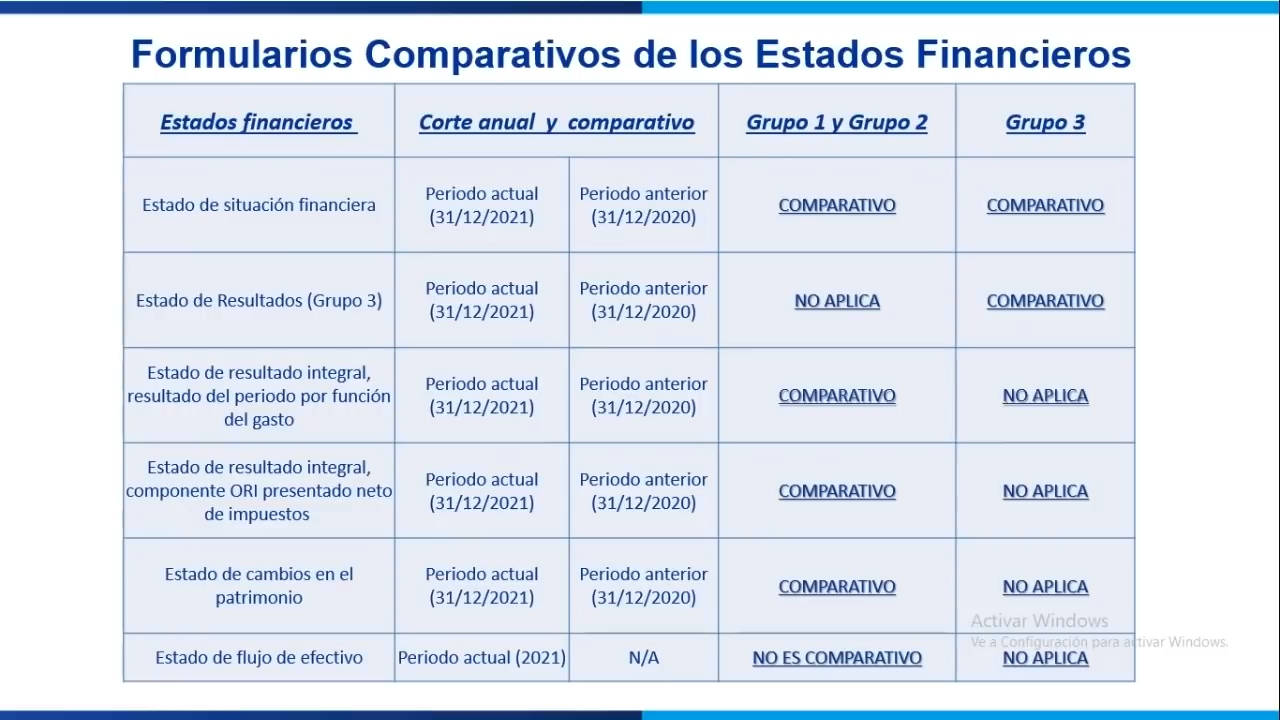 Formularios Comparativos de los Estados Financieros
Estados financieros
Corte anual y comparativo
Grupo 1 y Grupo 2
Grupo 3
Estado de situación financiera
Periodo actual
(31/12/2021)
Periodo anterior
(31/12/2020)
COMPARATIVO
COMPARATIVO
Estado de Resultados (Grupo 3)
Periodo actual
(31/12/2021)
Periodo anterior
(31/12/2020)
NO APLICA
COMPARATIVO
Estado de resultado integral,
resultado del periodo por función
del gasto
Periodo actual
(31/12/2021)
Periodo anterior
(31/12/2020)
COMPARATIVO
NO APLICA
Estado de resultado integral,
componente ORI presentado neto
de impuestos
Periodo actual
(31/12/2021)
Periodo anterior
(31/12/2020)
COMPARATIVO
NO APLICA
Estado de cambios en el
patrimonio
Periodo actual
(31/12/2021)
Periodo anterior
(31/12/2020)
COMPARATIVO
NO APLICA
Estado de flujo de efectivo
Periodo actual (2021)
N/A
NO ES COMPARATIVO
NO APLICA
Activar Windows
Ve a Configuración para activar Windows.